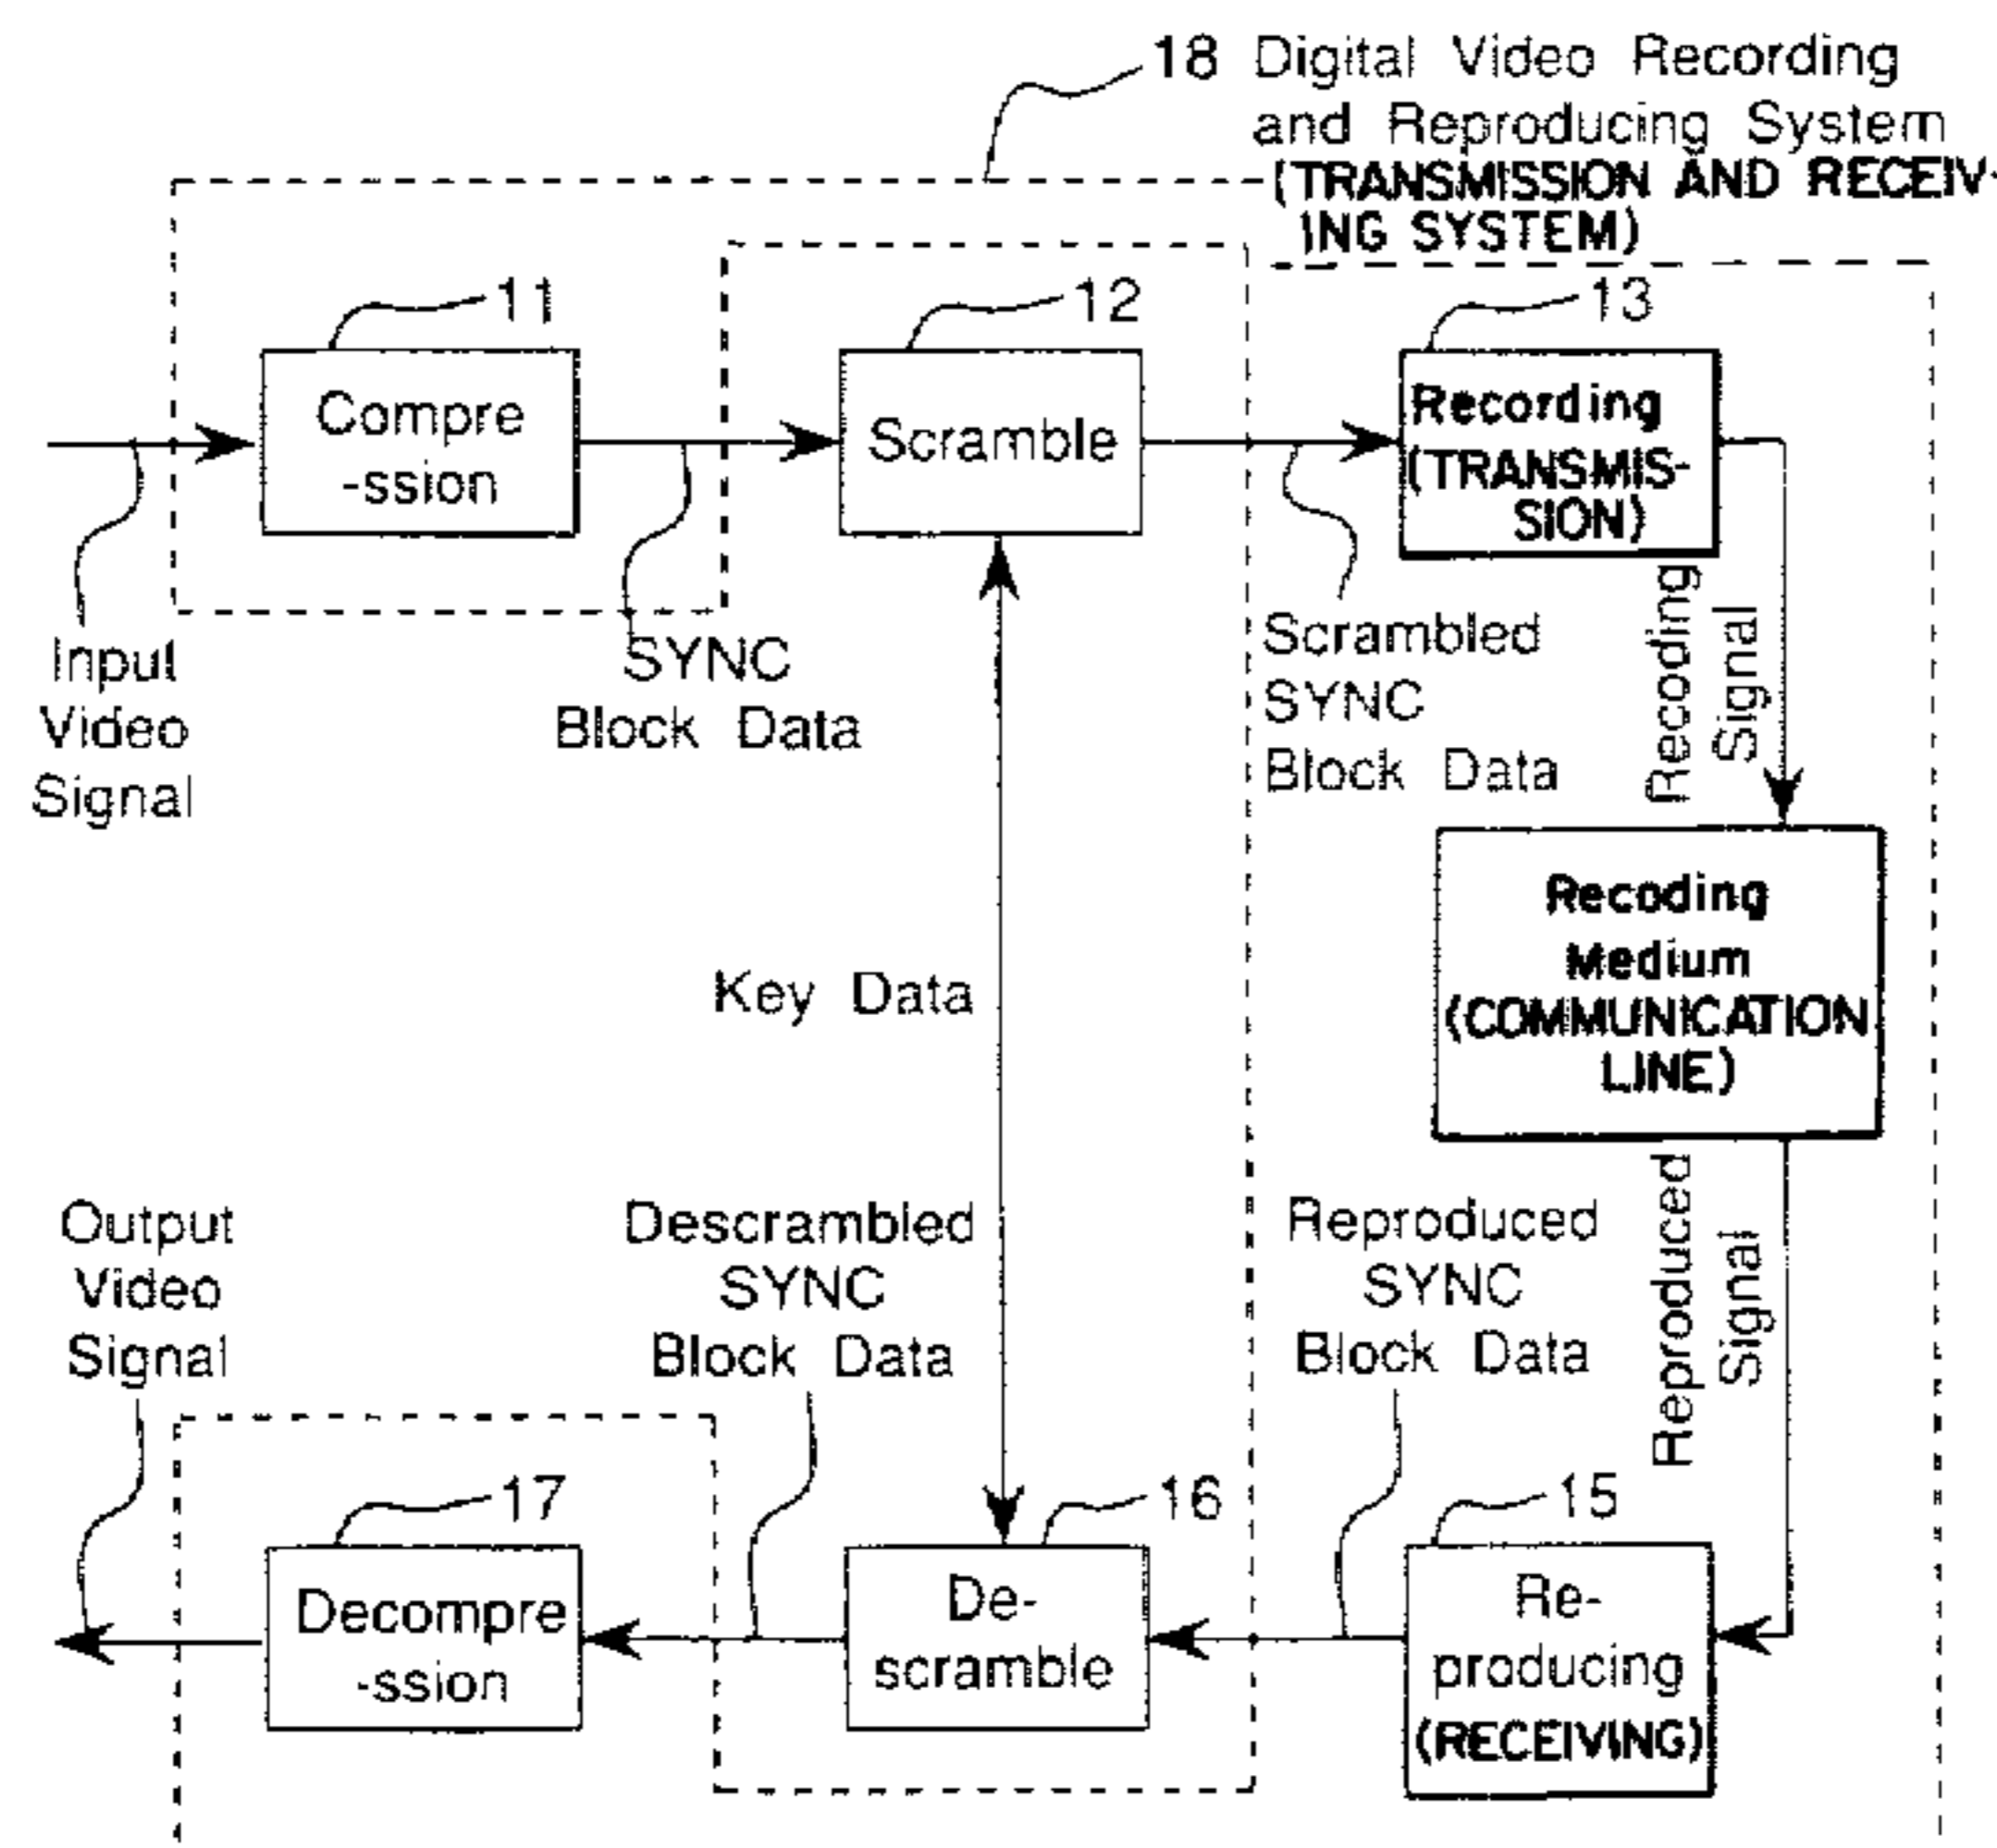 18 Digital Video Recording
and Reproducing System
(TRANSMISSION AND RECEIV-
ING SYSTEM)
11
12
13
Compre
-ssion
Scramble
Recording
(TRANSMIS-
SION)
Input
Video
Signal
SYNC
Block Data
Scrambled
SYNC
Block Data
Recoding
Signal
Key Data
Recoding
Medium
(COMMUNICATION
LINE)
Output
Video
Signal
Descrambled
SYNC
Block Data
Reproduced
SYNC
Block Data
Reproduced
Signal
17
16
15
Decompre
-ssion
De-
scramble
Re-
producing
(RECEIVING)